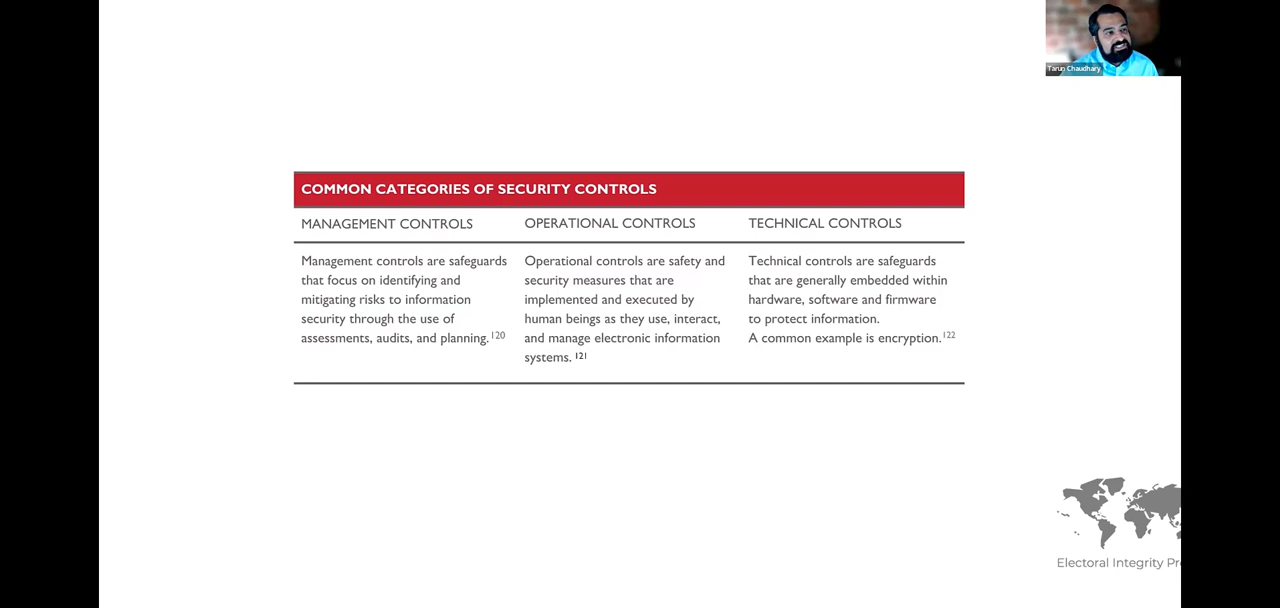 Tarun Chaudhary
COMMON CATEGORIES OF SECURITY CONTROLS
MANAGEMENT CONTROLS
Management controls are safeguards
that focus on identifying and
mitigating risks to information
security through the use of
assessments, audits, and planning.120
OPERATIONAL CONTROLS
Operational controls are safety and
security measures that are
implemented and executed by
human beings as they use, interact,
and manage electronic information
systems. 121
TECHNICAL CONTROLS
Technical controls are safeguards
that are generally embedded within
hardware, software and firmware
to protect information.
A common example is encryption.122
Electoral Integrity Pr